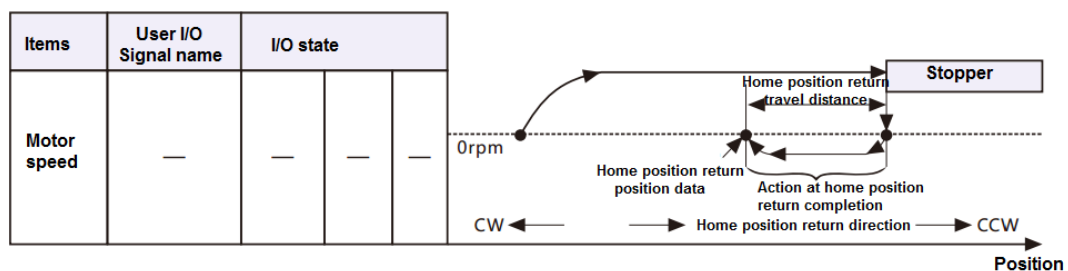 Items
User I/O
Signal name
I/O state
Motor
speed
—
—
—
—
0rpm
Stopper
Home position return
travel distance
Home position return
position data
Action at home position
return completion
CW
Home position return direction
CCW
Position